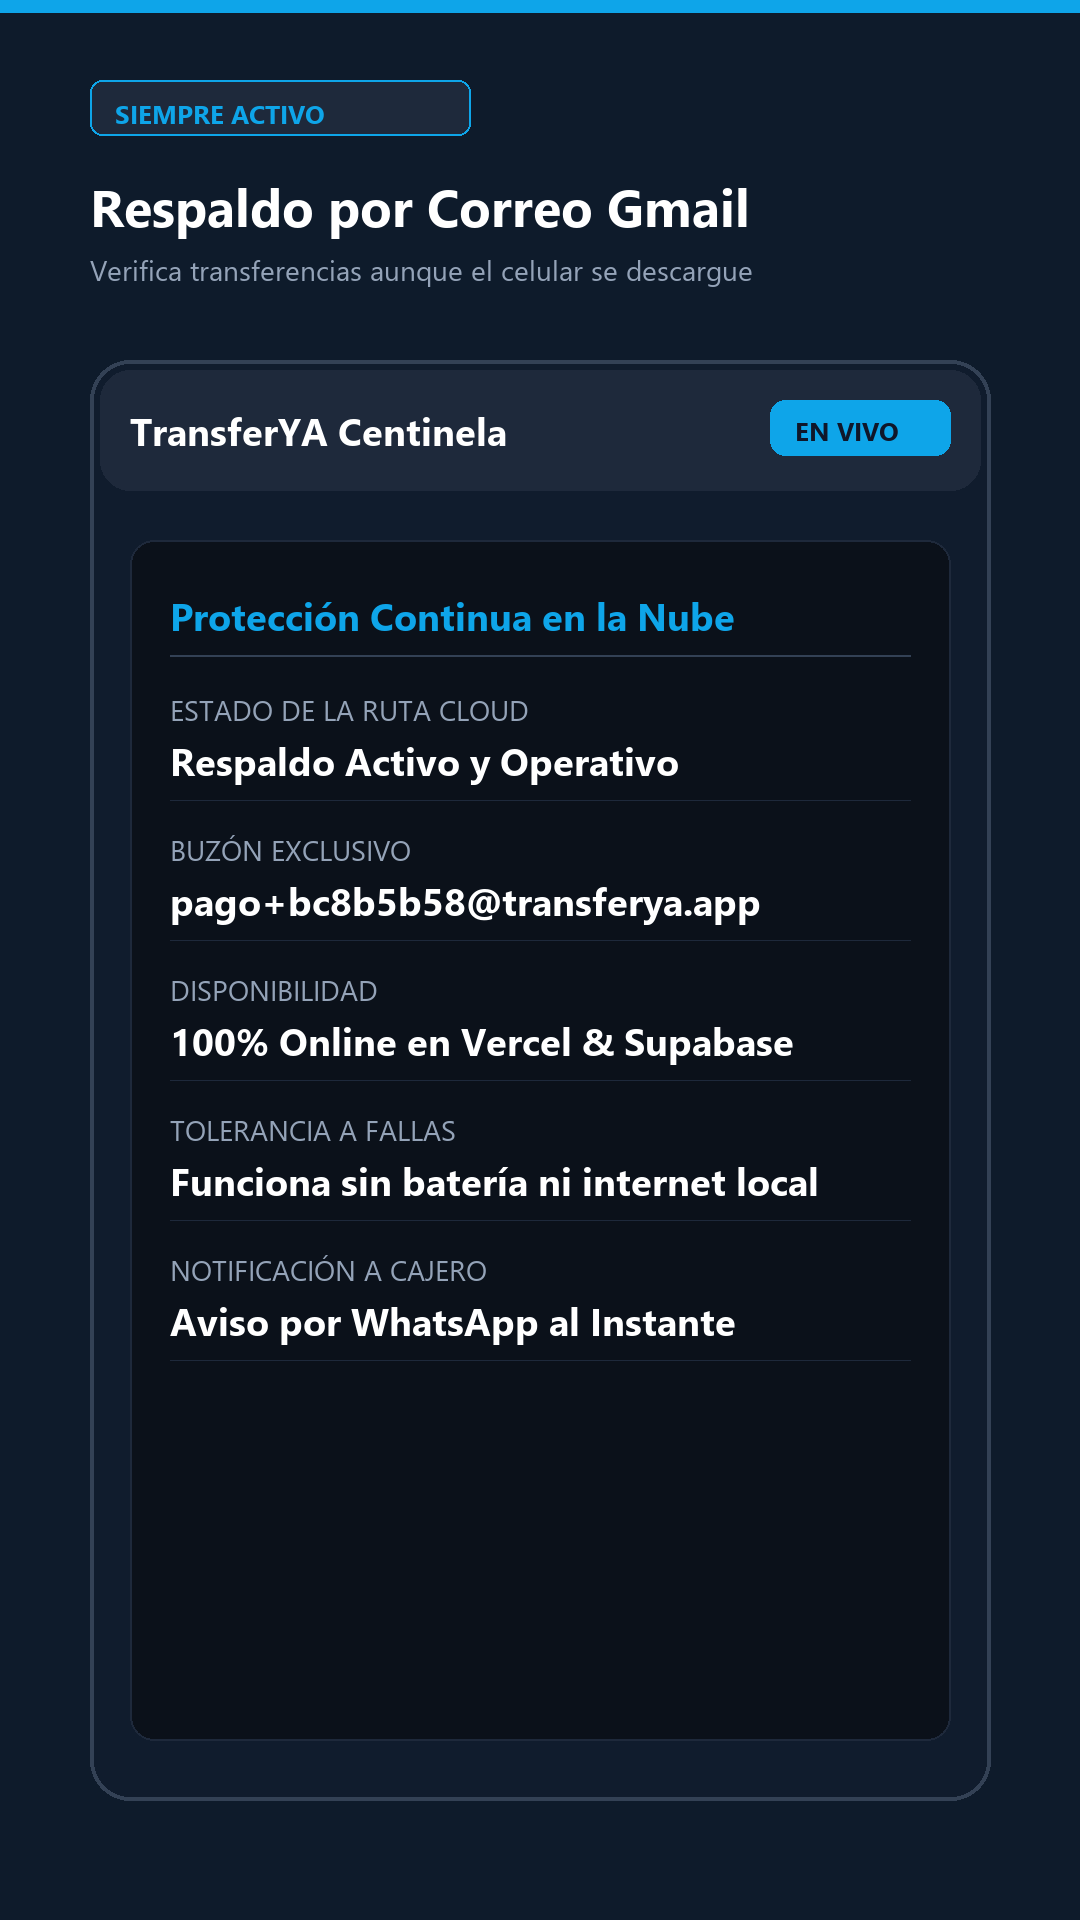 SIEMPRE ACTIVO
Respaldo por Correo Gmail
Verifica transferencias aunque el celular se descargue
TransferYA Centinela
EN VIVO
Protección Continua en la Nube
ESTADO DE LA RUTA CLOUD
Respaldo Activo y Operativo
BUZÓN EXCLUSIVO
pago+bc8b5b58@transferya.app
DISPONIBILIDAD
100% Online en Vercel & Supabase
TOLERANCIA A FALLAS
Funciona sin batería ni internet local
NOTIFICACIÓN A CAJERO
Aviso por WhatsApp al Instante